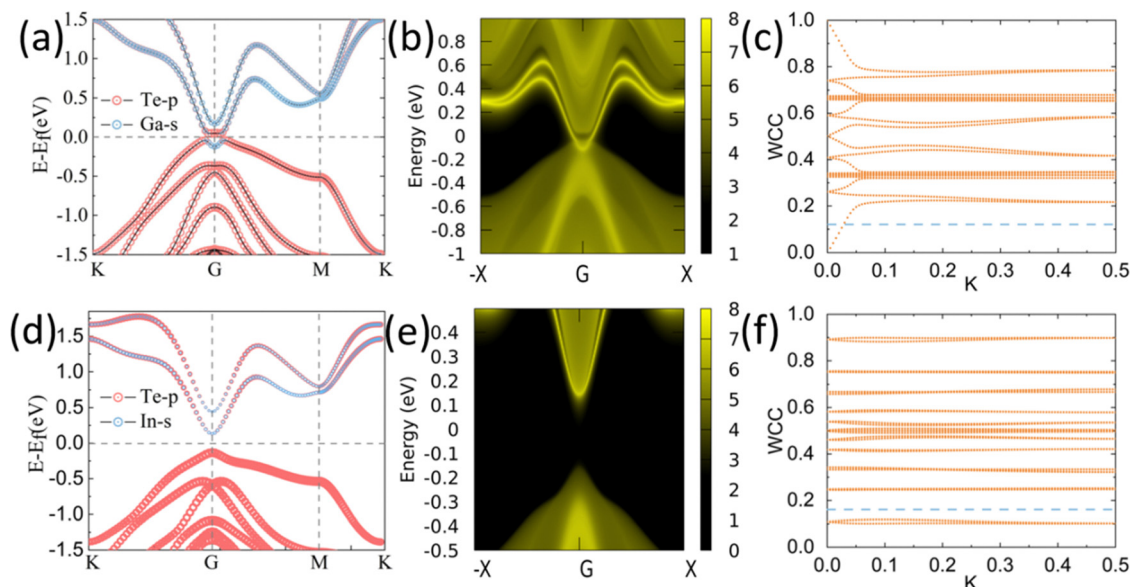 (a)
1.5
1.0
0.5
0.0
-0.5
-1.0
-1.5
E-Ef(eV)
Te-p
Ga-s
K G M K
(b)
0.8
0.6
0.4
0.2
0
-0.2
-0.4
-0.6
-0.8
-1
Energy (eV)
-X G X
8
7
6
5
4
3
2
1
(c)
1.0
0.8
0.6
0.4
0.2
0.0
WCC
0.0 0.1 0.2 0.3 0.4 0.5
K
(d)
1.5
1.0
0.5
0.0
-0.5
-1.0
-1.5
E-Ef(eV)
Te-p
In-s
K G M K
(e)
0.4
0.3
0.2
0.1
0
-0.1
-0.2
-0.3
-0.4
-0.5
Energy (eV)
-X G X
8
7
6
5
4
3
2
1
0
(f)
1.0
0.8
0.6
0.4
0.2
0.0
WCC
0.0 0.1 0.2 0.3 0.4 0.5
K